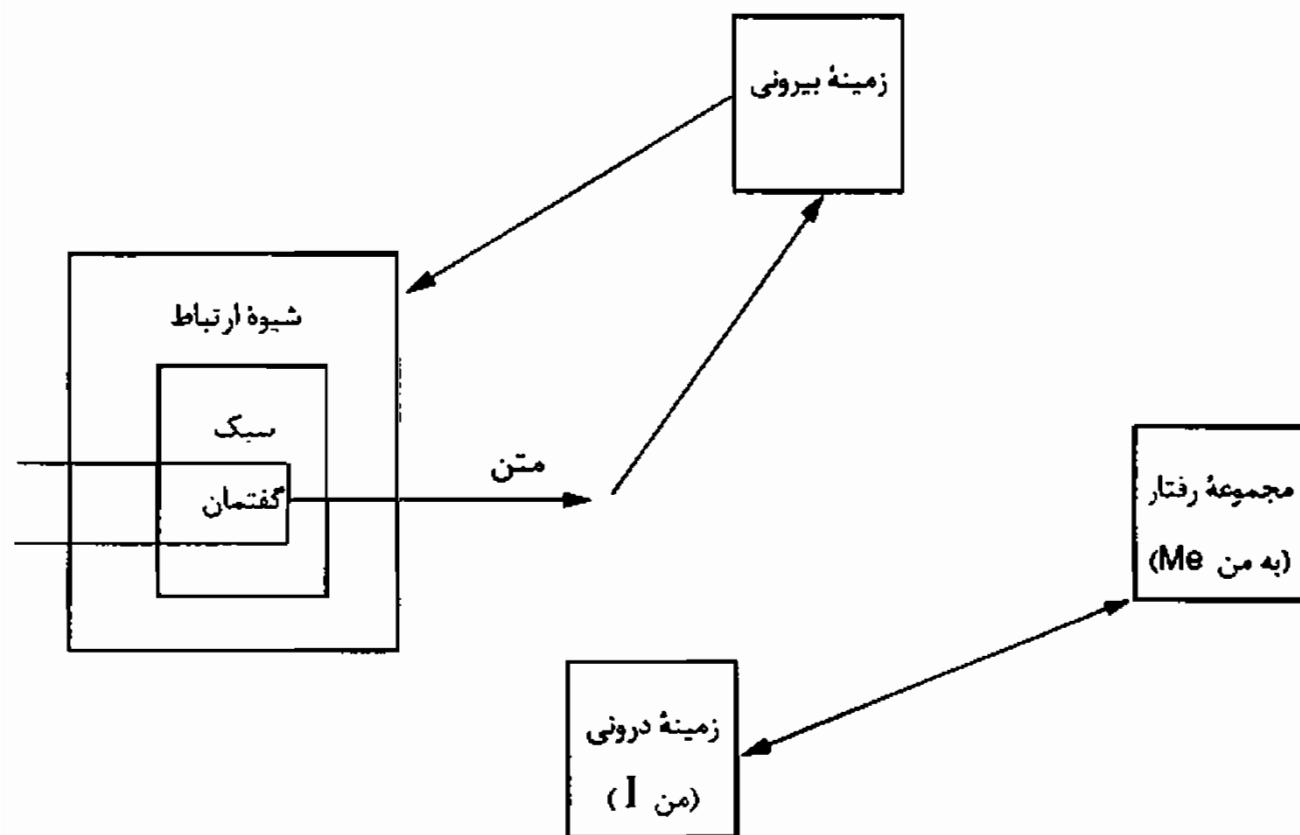 زمینهٔ بیرونی
شیوهٔ ارتباط
سبک
گفتمان
متن
مجموعهٔ رفتار
(به من Me)
زمینهٔ درونی
(من I)